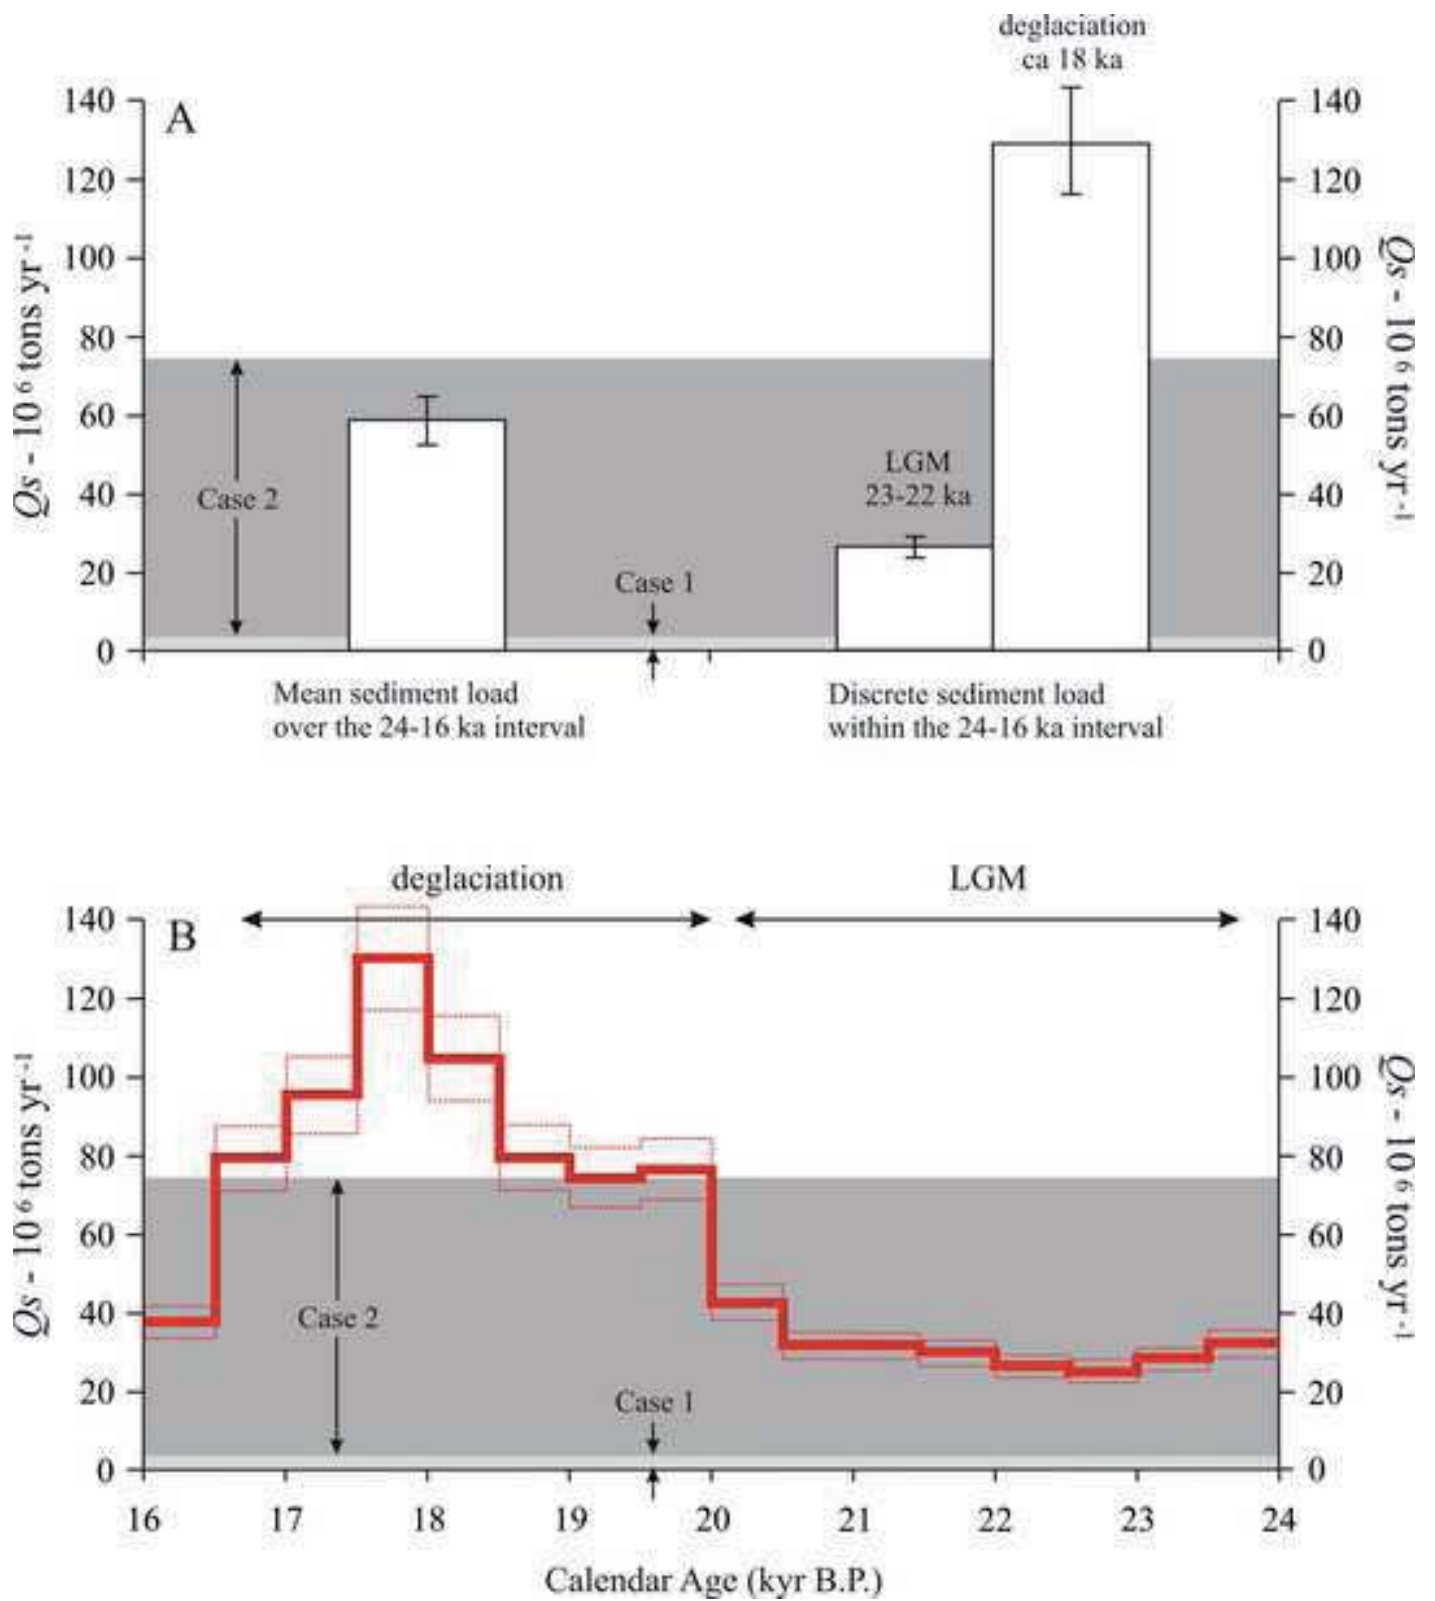 deglaciation
ca 18 ka
A
140
120
100
80
60
40
20
0
Qs - 10⁶ tons yr⁻¹
140
120
100
80
60
40
20
0
Qs - 10⁶ tons yr⁻¹
Case 2
LGM
23-22 ka
Case 1
Mean sediment load
over the 24-16 ka interval
Discrete sediment load
within the 24-16 ka interval
deglaciation
LGM
B
140
120
100
80
60
40
20
0
Qs - 10⁶ tons yr⁻¹
140
120
100
80
60
40
20
0
Qs - 10⁶ tons yr⁻¹
Case 2
Case 1
16 17 18 19 20 21 22 23 24
Calendar Age (kyr B.P.)